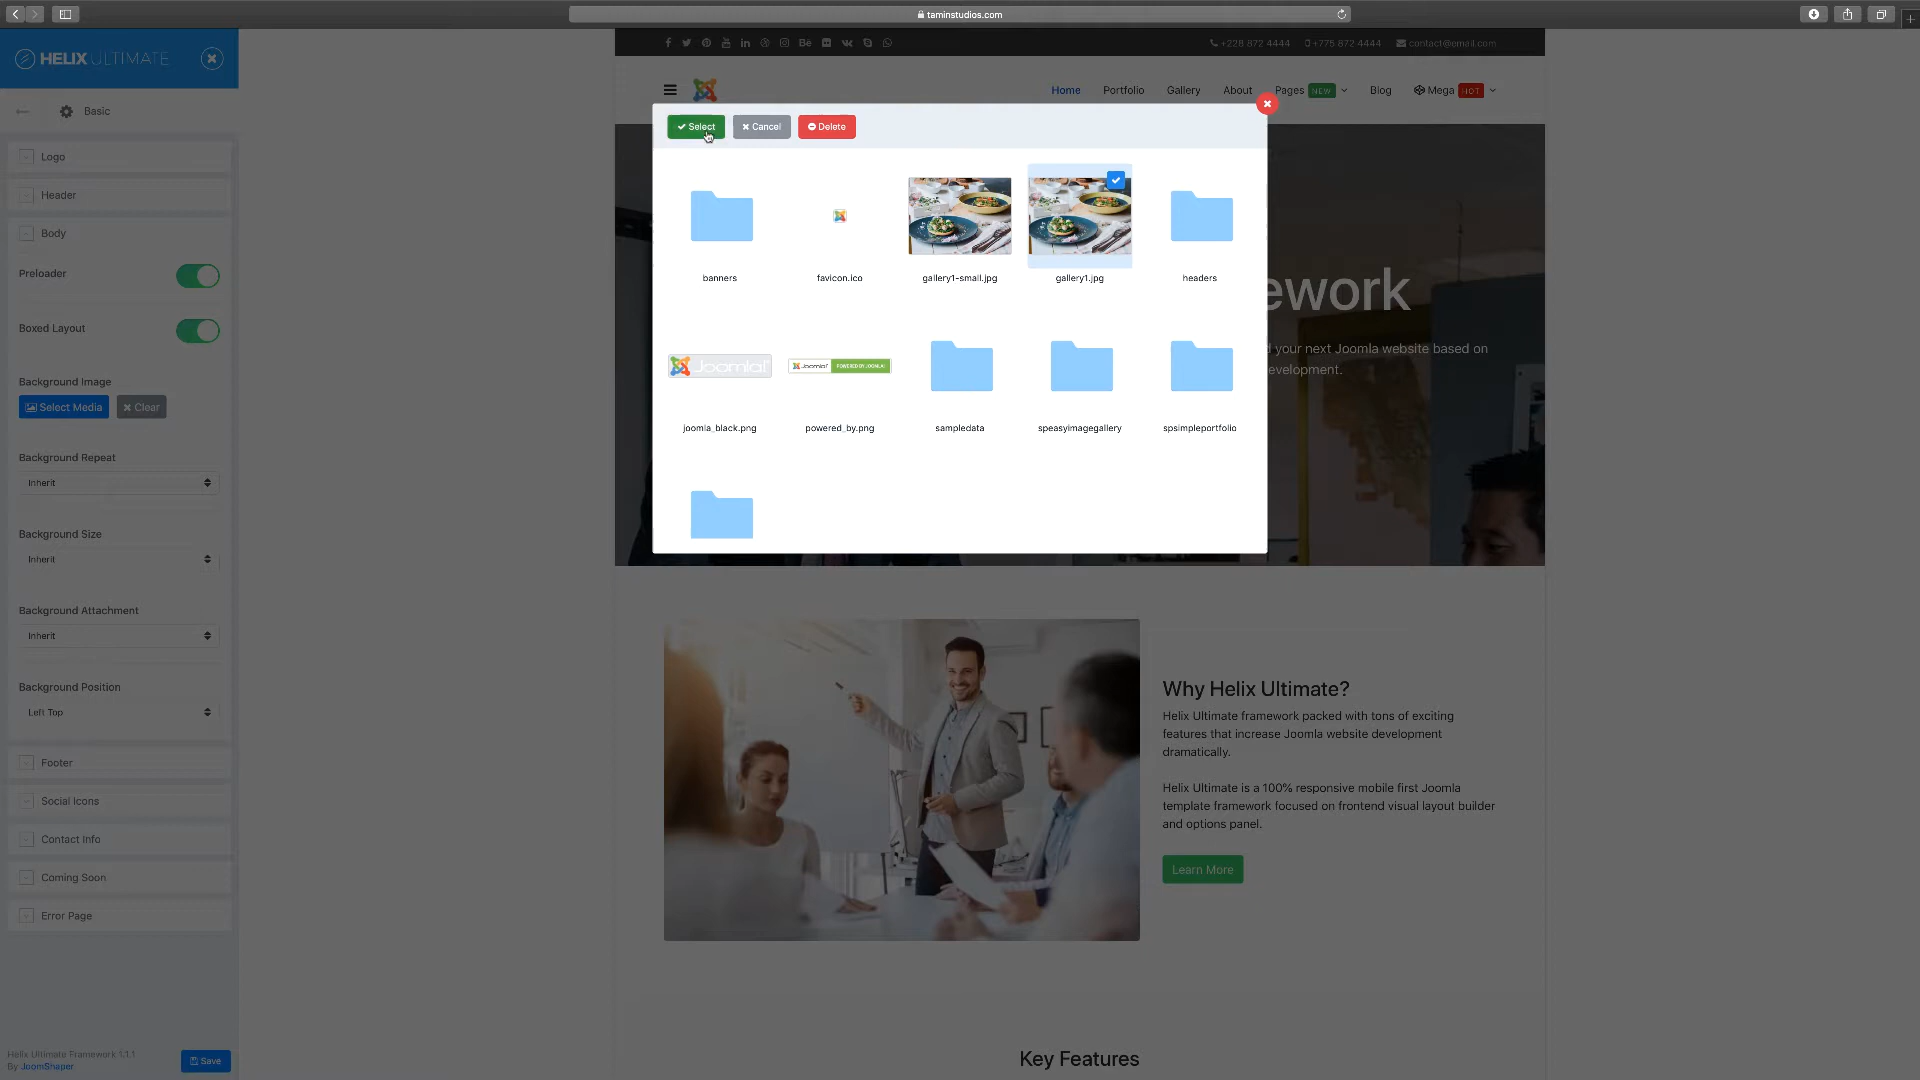 taminstudios.com
HELIX ULTIMATE
Basic
Logo
Header
Body
Preloader
Boxed Layout
Background Image
Select Media
Clear
Background Repeat
Inherit
Background Size
Inherit
Background Attachment
Inherit
Background Position
Left Top
Footer
Social Icons
Contact Info
Coming Soon
Error Page
Helix Ultimate Framework 1.1.1
By JoomShaper
Save
+228 872 4444
+775 872 4444
contact@email.com
Home
Portfolio
Gallery
About
Pages NEW
Blog
Mega HOT
Select
Cancel
Delete
banners
favicon.ico
gallery1-small.jpg
gallery1.jpg
headers
Joomla!
Joomla! POWERED BY JOOMLA!
joomla_black.png
powered_by.png
sampledata
speasyimagegallery
spsimpleportfolio
ework
d your next Joomla website based on
evelopment.
Why Helix Ultimate?
Helix Ultimate framework packed with tons of exciting
features that increase Joomla website development
dramatically.
Helix Ultimate is a 100% responsive mobile first Joomla
template framework focused on frontend visual layout builder
and options panel.
Learn More
Key Features